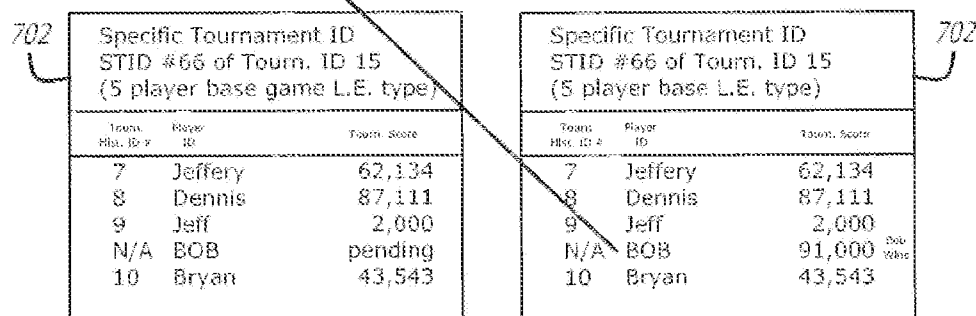 702
Specific Tournament ID
STID #66 of Tourn. ID 15
(5 player base game L.E. type)
Tourn. Hist. ID # Player ID Tourn. Score
7 Jeffery 62,134
8 Dennis 87,111
9 Jeff 2,000
N/A BOB pending
10 Bryan 43,543
702
Specific Tournament ID
STID #66 of Tourn. ID 15
(5 player base L.E. type)
Tourn. Hist. ID # Player ID Tourn. Score
7 Jeffery 62,134
8 Dennis 87,111
9 Jeff 2,000
N/A BOB 91,000 Bob Wins
10 Bryan 43,543